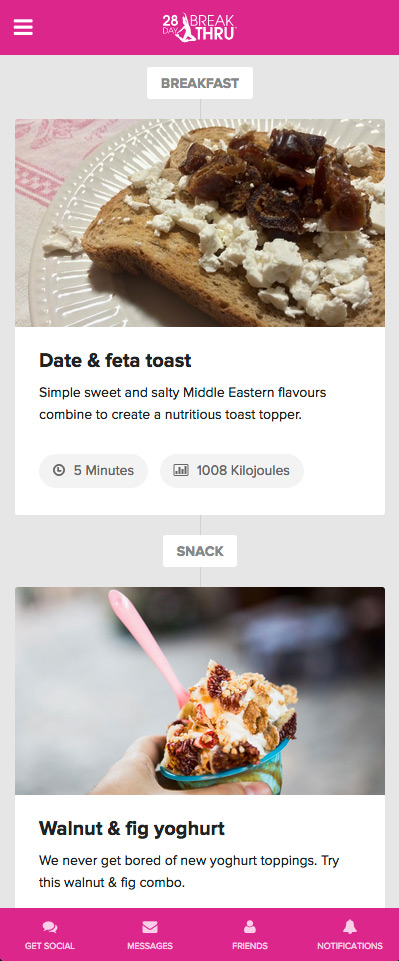 28 BREAK
DAY THRU
BREAKFAST
Date & feta toast
Simple sweet and salty Middle Eastern flavours
combine to create a nutritious toast topper.
5 Minutes
1008 Kilojoules
SNACK
Walnut & fig yoghurt
We never get bored of new yoghurt toppings. Try
this walnut & fig combo.
GET SOCIAL
MESSAGES
FRIENDS
NOTIFICATIONS